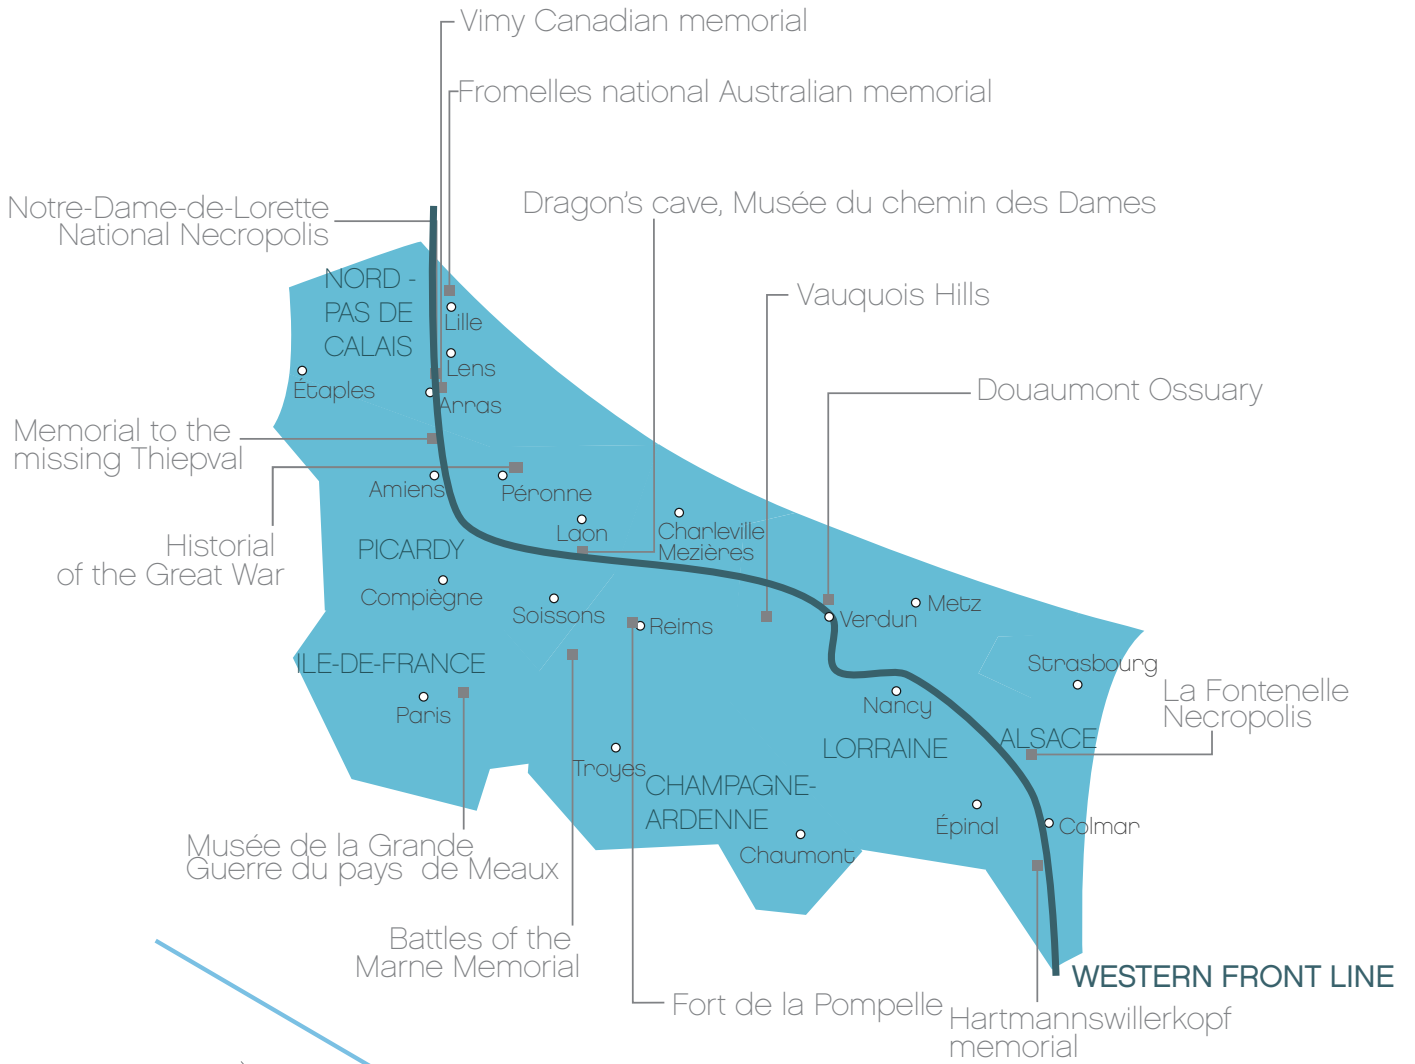 Vimy Canadian memorial
Fromelles national Australian memorial
Notre-Dame-de-Lorette
National Necropolis
Dragon's cave, Musée du chemin des Dames
NORD -
PAS DE
CALAIS
Vauquois Hills
Lille
Lens
Étaples
Arras
Douaumont Ossuary
Memorial to the
missing Thiepval
Amiens
Péronne
Laon
Charleville
Mezières
Historial
of the Great War
PICARDY
Compiègne
Soissons
Reims
Verdun
Metz
ILE-DE-FRANCE
Paris
Strasbourg
Nancy
La Fontenelle
Necropolis
LORRAINE
ALSACE
Troyes
CHAMPAGNE-
ARDENNE
Épinal
Colmar
Chaumont
Musée de la Grande
Guerre du pays de Meaux
Battles of the
Marne Memorial
WESTERN FRONT LINE
Fort de la Pompelle
Hartmannswillerkopf
memorial